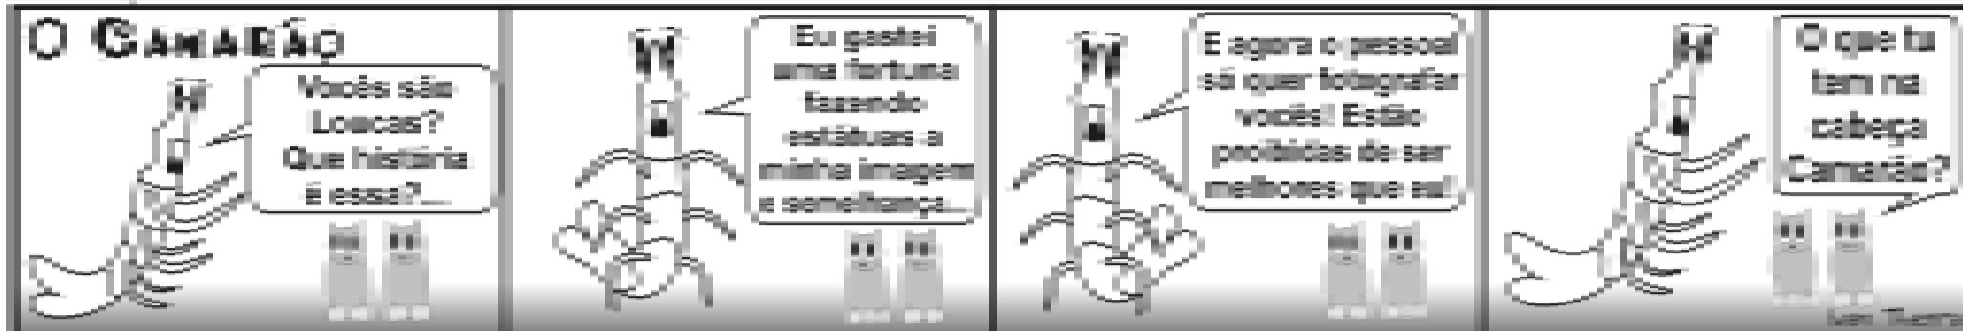 O CAMARÃO
Vocês são
Loucas?
Que história
é essa?...
Eu gastei
uma fortuna
fazendo
estátuas a
minha imagem
e semelhança...
E agora o pessoal
só quer fotografar
vocês! Estão
proibidas de ser
melhores que eu!
O que tu
tem na
cabeça
Camarão?